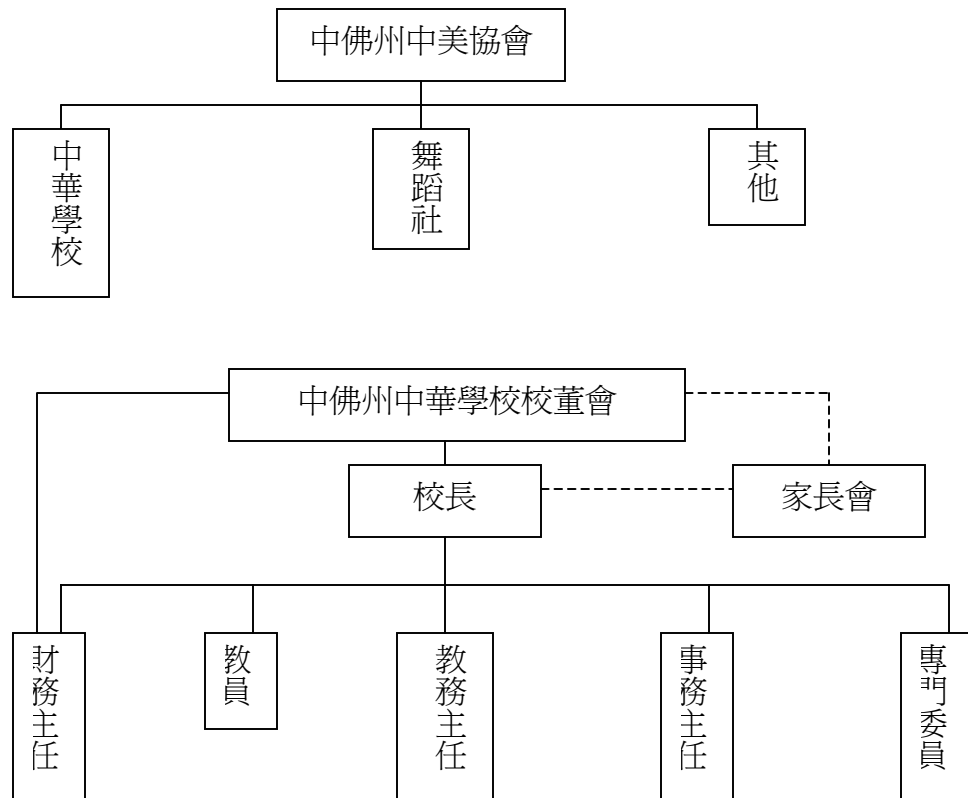 中佛州中美協會
中華學校
舞蹈社
其他
中佛州中華學校校董會
校長
家長會
財務主任
教員
教務主任
事務主任
專門委員